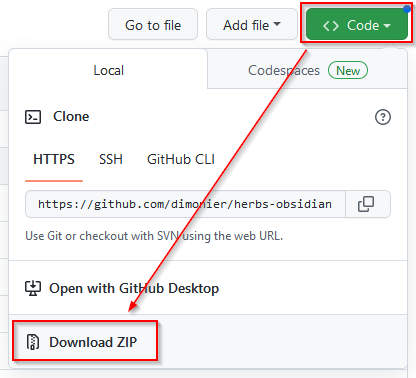 Go to file Add file <> Code
Local Codespaces New
Clone
HTTPS SSH GitHub CLI
https://github.com/dimonier/herbs-obsidian
Use Git or checkout with SVN using the web URL.
Open with GitHub Desktop
Download ZIP